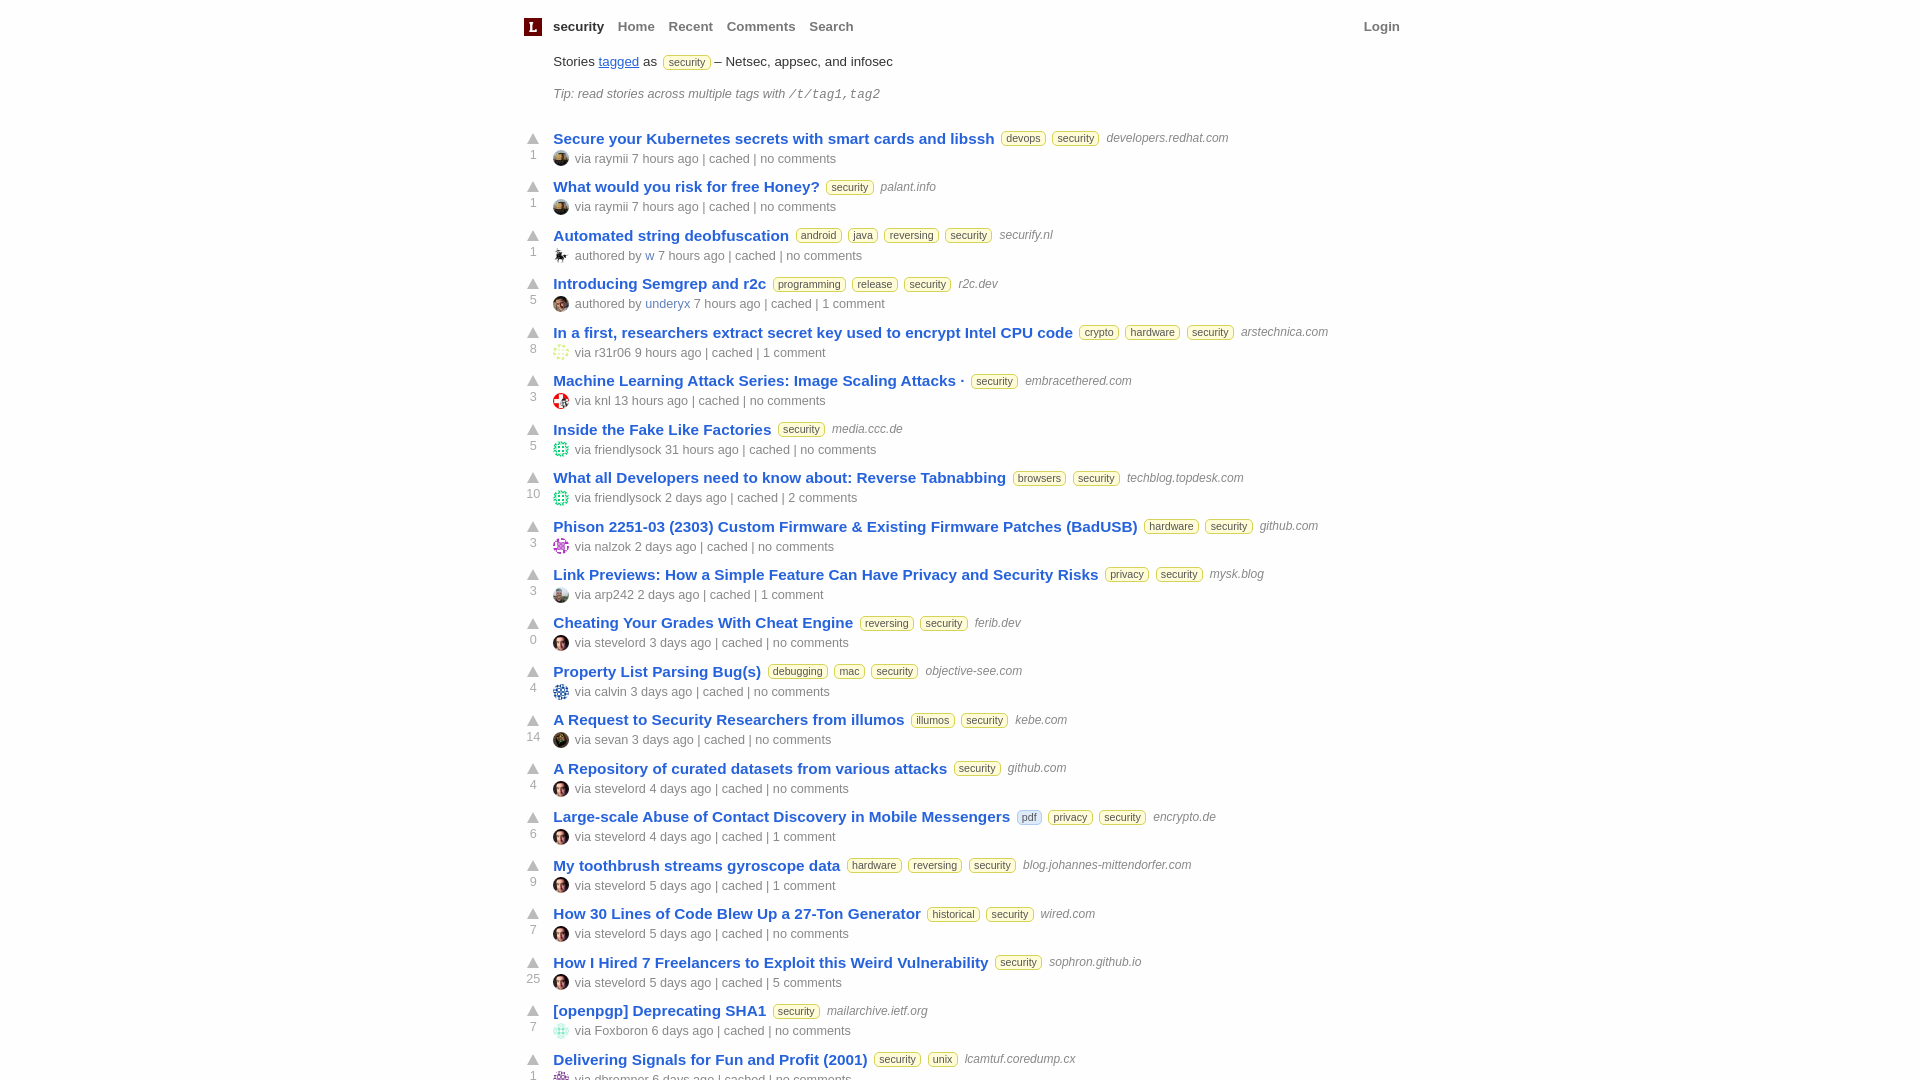 L security Home Recent Comments Search Login
Stories tagged as security – Netsec, appsec, and infosec
Tip: read stories across multiple tags with /t/tag1,tag2
Secure your Kubernetes secrets with smart cards and libssh devops security developers.redhat.com
1 via raymii 7 hours ago | cached | no comments
What would you risk for free Honey? security palant.info
1 via raymii 7 hours ago | cached | no comments
Automated string deobfuscation android java reversing security securify.nl
1 authored by w 7 hours ago | cached | no comments
Introducing Semgrep and r2c programming release security r2c.dev
5 authored by underyx 7 hours ago | cached | 1 comment
In a first, researchers extract secret key used to encrypt Intel CPU code crypto hardware security arstechnica.com
8 via r31r06 9 hours ago | cached | 1 comment
Machine Learning Attack Series: Image Scaling Attacks · security embracethered.com
3 via knl 13 hours ago | cached | no comments
Inside the Fake Like Factories security media.ccc.de
5 via friendlysock 31 hours ago | cached | no comments
What all Developers need to know about: Reverse Tabnabbing browsers security techblog.topdesk.com
10 via friendlysock 2 days ago | cached | 2 comments
Phison 2251-03 (2303) Custom Firmware & Existing Firmware Patches (BadUSB) hardware security github.com
3 via nalzok 2 days ago | cached | no comments
Link Previews: How a Simple Feature Can Have Privacy and Security Risks privacy security mysk.blog
3 via arp242 2 days ago | cached | 1 comment
Cheating Your Grades With Cheat Engine reversing security ferib.dev
0 via stevelord 3 days ago | cached | no comments
Property List Parsing Bug(s) debugging mac security objective-see.com
4 via calvin 3 days ago | cached | no comments
A Request to Security Researchers from illumos illumos security kebe.com
14 via sevan 3 days ago | cached | no comments
A Repository of curated datasets from various attacks security github.com
4 via stevelord 4 days ago | cached | no comments
Large-scale Abuse of Contact Discovery in Mobile Messengers pdf privacy security encrypto.de
6 via stevelord 4 days ago | cached | 1 comment
My toothbrush streams gyroscope data hardware reversing security blog.johannes-mittendorfer.com
9 via stevelord 5 days ago | cached | 1 comment
How 30 Lines of Code Blew Up a 27-Ton Generator historical security wired.com
7 via stevelord 5 days ago | cached | no comments
How I Hired 7 Freelancers to Exploit this Weird Vulnerability security sophron.github.io
25 via stevelord 5 days ago | cached | 5 comments
[openpgp] Deprecating SHA1 security mailarchive.ietf.org
7 via Foxboron 6 days ago | cached | no comments
Delivering Signals for Fun and Profit (2001) security unix lcamtuf.coredump.cx
1 via dbremner 6 days ago | cached | no comments